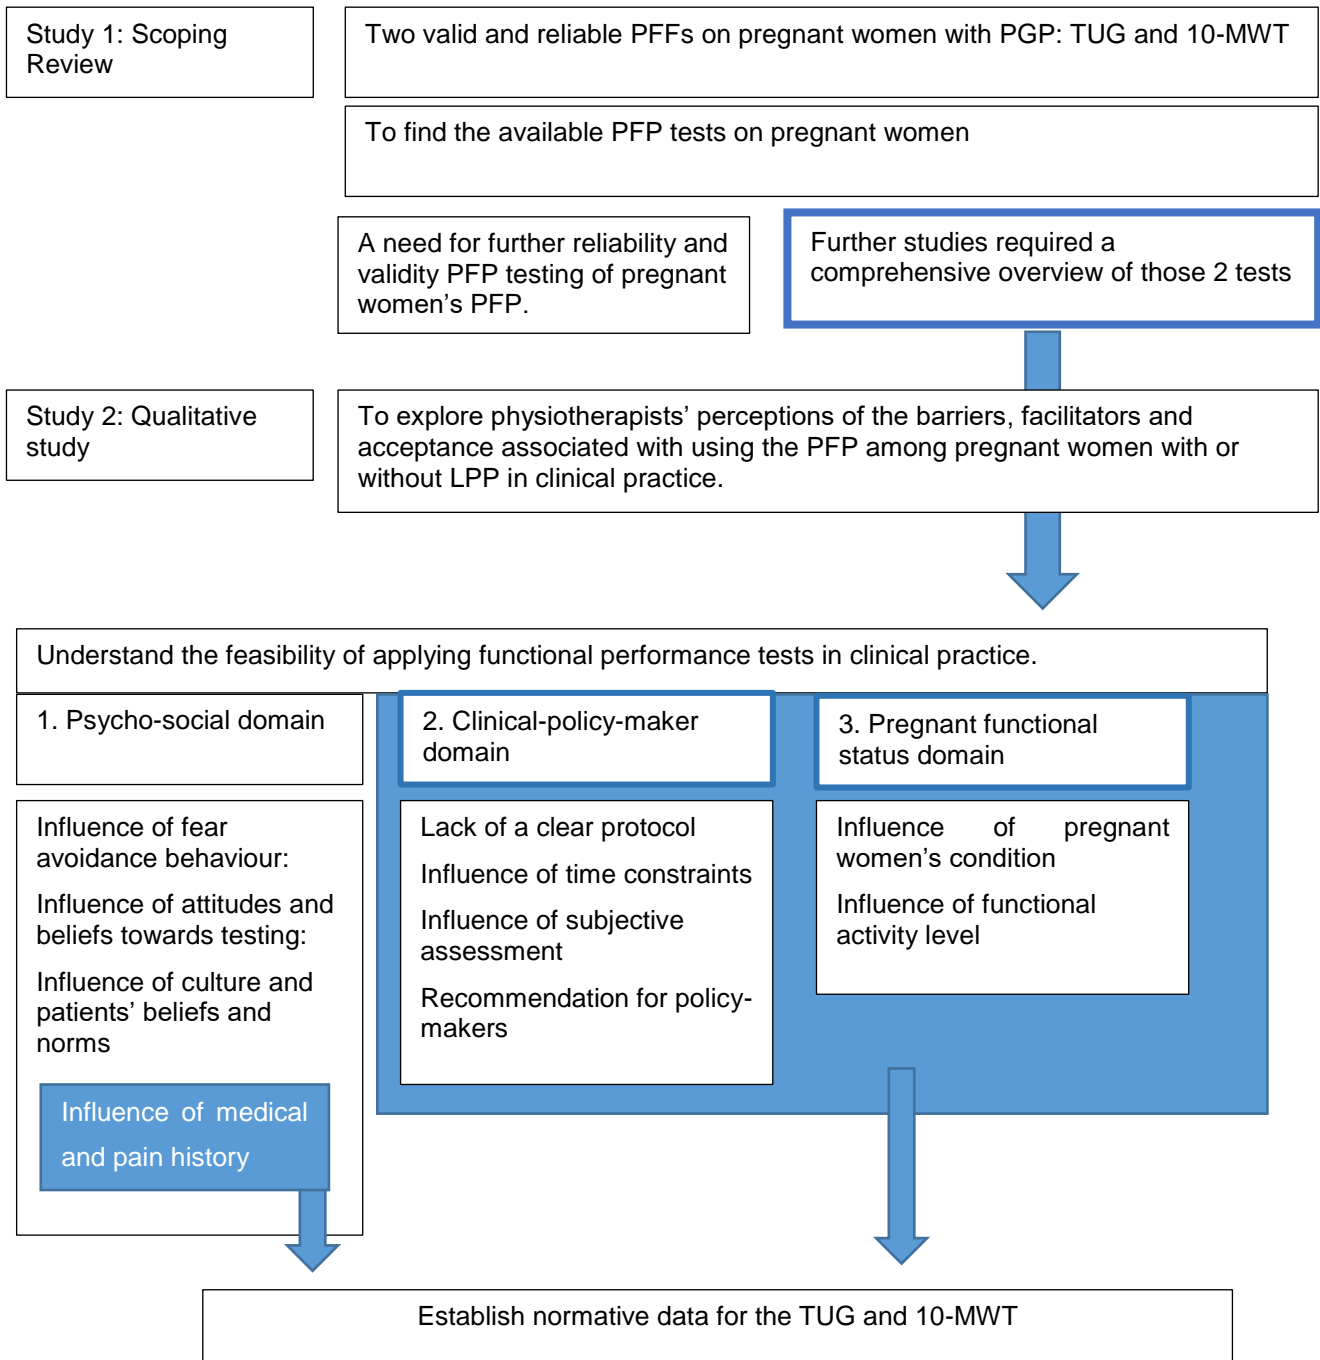 Study 1: Scoping
Review
Two valid and reliable PFFs on pregnant women with PGP: TUG and 10-MWT
To find the available PFP tests on pregnant women
A need for further reliability and
validity PFP testing of pregnant
women’s PFP.
Further studies required a
comprehensive overview of those 2 tests
Study 2: Qualitative
study
To explore physiotherapists’ perceptions of the barriers, facilitators and
acceptance associated with using the PFP among pregnant women with or
without LPP in clinical practice.
Understand the feasibility of applying functional performance tests in clinical practice.
1. Psycho-social domain
2. Clinical-policy-maker
domain
3. Pregnant functional
status domain
Influence of fear
avoidance behaviour:
Influence of attitudes and
beliefs towards testing:
Influence of culture and
patients’ beliefs and
norms
Influence of medical
and pain history
Lack of a clear protocol
Influence of time constraints
Influence of subjective
assessment
Recommendation for policy-
makers
Influence of pregnant
women’s condition
Influence of functional
activity level
Establish normative data for the TUG and 10-MWT